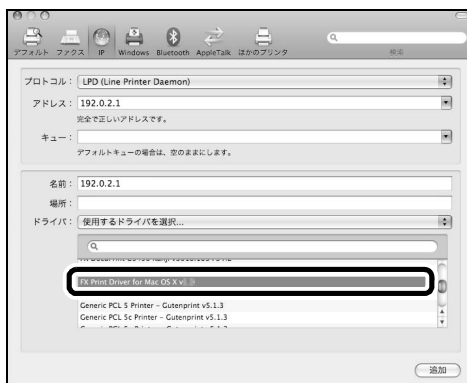 デフォルト ファクス IP Windows Bluetooth AppleTalk ほかのプリンタ 検索
プロトコル： LPD (Line Printer Daemon)
アドレス： 192.0.2.1
完全で正しいアドレスです。
キュー：
デフォルトキューの場合は、空のままにします。
名前： 192.0.2.1
場所：
ドライバ： 使用するドライバを選択...
FX Print Driver for Mac OS X v
Generic PCL 5 Printer – Gutenprint v5.1.3
Generic PCL 5c Printer – Gutenprint v5.1.3
追加